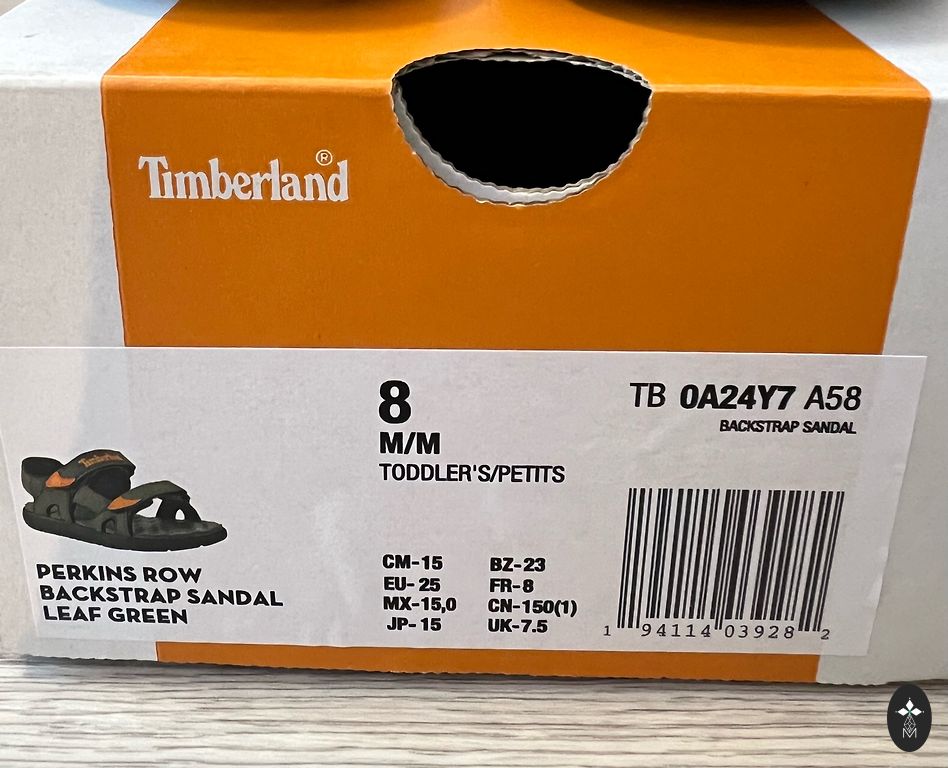 Timberland®
8
M/M
TODDLER'S/PETITS
TB 0A24Y7 A58
BACKSTRAP SANDAL
Timberland
PERKINS ROW
BACKSTRAP SANDAL
LEAF GREEN
CM-15 BZ-23
EU-25 FR-8
MX-15,0 CN-150(1)
JP-15 UK-7.5
1 94114 03928 2
M